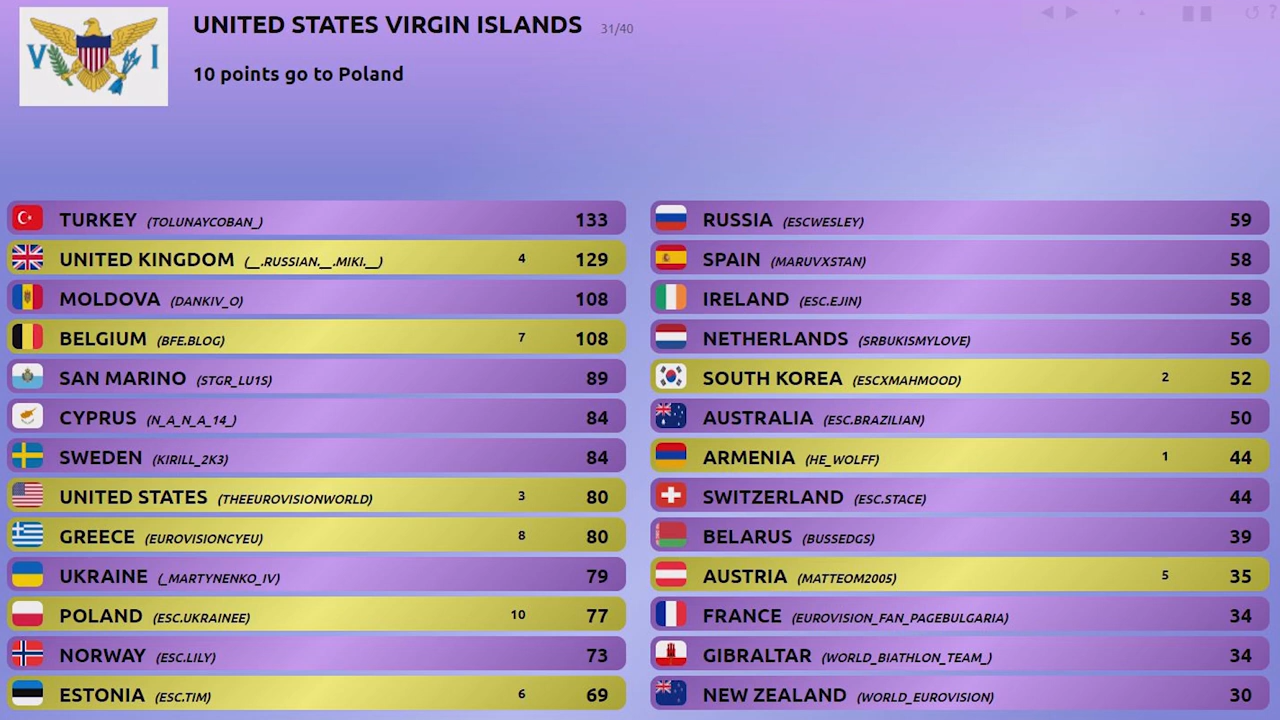 V I
UNITED STATES VIRGIN ISLANDS 31/40
10 points go to Poland
TURKEY (TOLUNAYCOBAN_) 133
UNITED KINGDOM (__.RUSSIAN.__.MIKI.__) 4 129
MOLDOVA (DANKIV_O) 108
BELGIUM (BFE.BLOG) 7 108
SAN MARINO (STGR_LU1S) 89
CYPRUS (N_A_N_A_14_) 84
SWEDEN (KIRILL_2K3) 84
UNITED STATES (THEEUROVISIONWORLD) 3 80
GREECE (EUROVISIONCYEU) 8 80
UKRAINE (_MARTYNENKO_IV) 79
POLAND (ESC.UKRAINEE) 10 77
NORWAY (ESC.LILY) 73
ESTONIA (ESC.TIM) 6 69
RUSSIA (ESCWESLEY) 59
SPAIN (MARUVXSTAN) 58
IRELAND (ESC.EJIN) 58
NETHERLANDS (SRBUKISMYLOVE) 56
SOUTH KOREA (ESCXMAHMOOD) 2 52
AUSTRALIA (ESC.BRAZILIAN) 50
ARMENIA (HE_WOLFF) 1 44
SWITZERLAND (ESC.STACE) 44
BELARUS (BUSSEDGS) 39
AUSTRIA (MATTEOM2005) 5 35
FRANCE (EUROVISION_FAN_PAGEBULGARIA) 34
GIBRALTAR (WORLD_BIATHLON_TEAM_) 34
NEW ZEALAND (WORLD_EUROVISION) 30